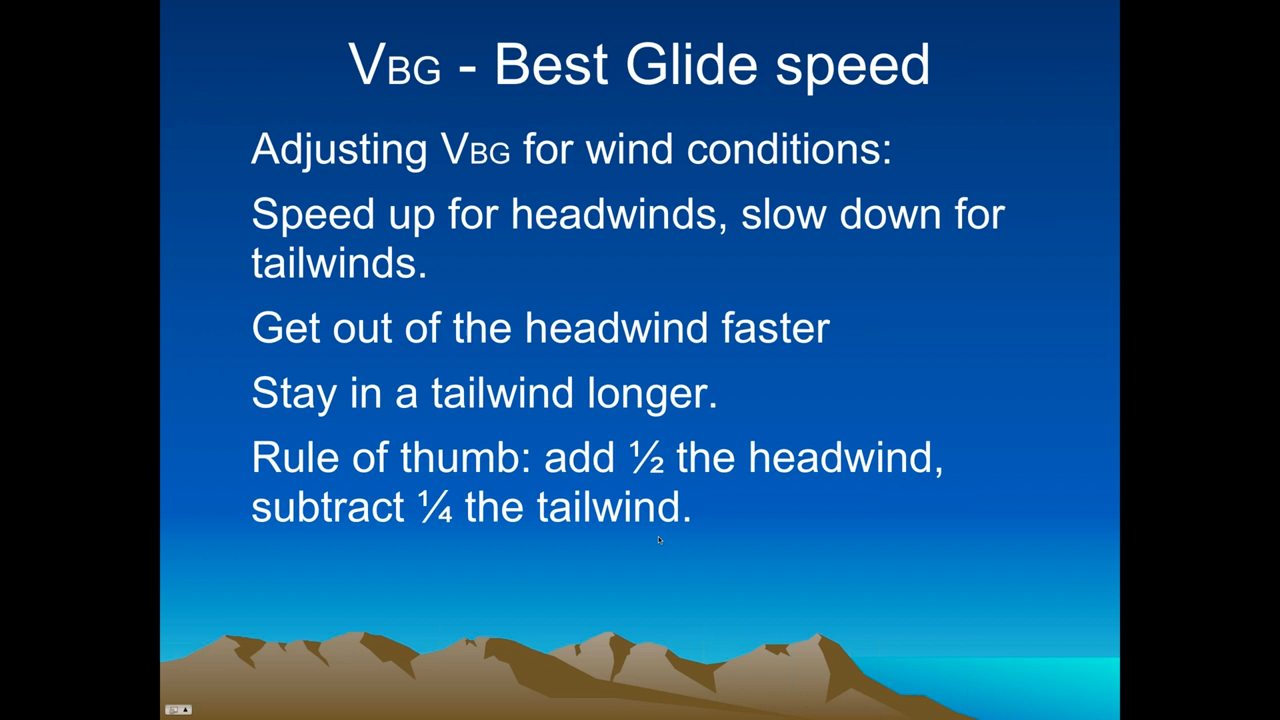 VBG - Best Glide speed
Adjusting VBG for wind conditions:
Speed up for headwinds, slow down for
tailwinds.
Get out of the headwind faster
Stay in a tailwind longer.
Rule of thumb: add ½ the headwind,
subtract ¼ the tailwind.